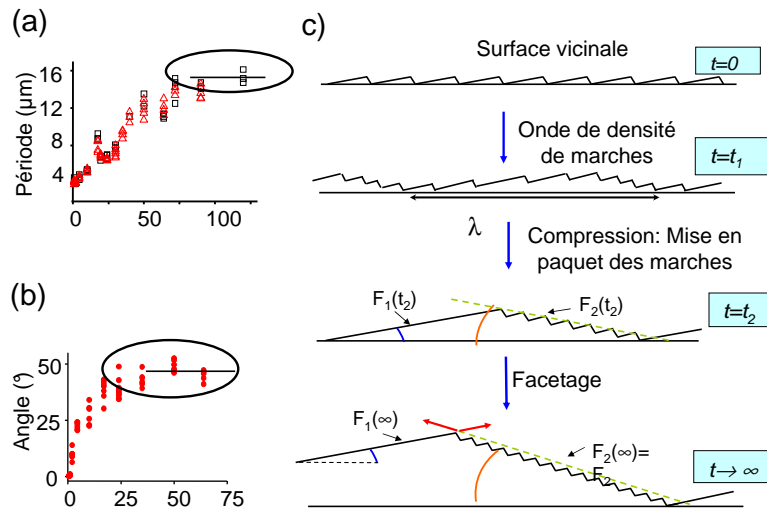 (a)
Période (µm)
16
12
8
4
0
50
100
(b)
Angle (°)
50
25
0
0
25
50
75
c)
Surface vicinale
t=0
Onde de densité
de marches
t=t₁
λ
Compression: Mise en
paquet des marches
F₁(t₂)
F₂(t₂)
t=t₂
Facetage
F₁(∞)
F₂(∞)=
F₂
t→ ∞